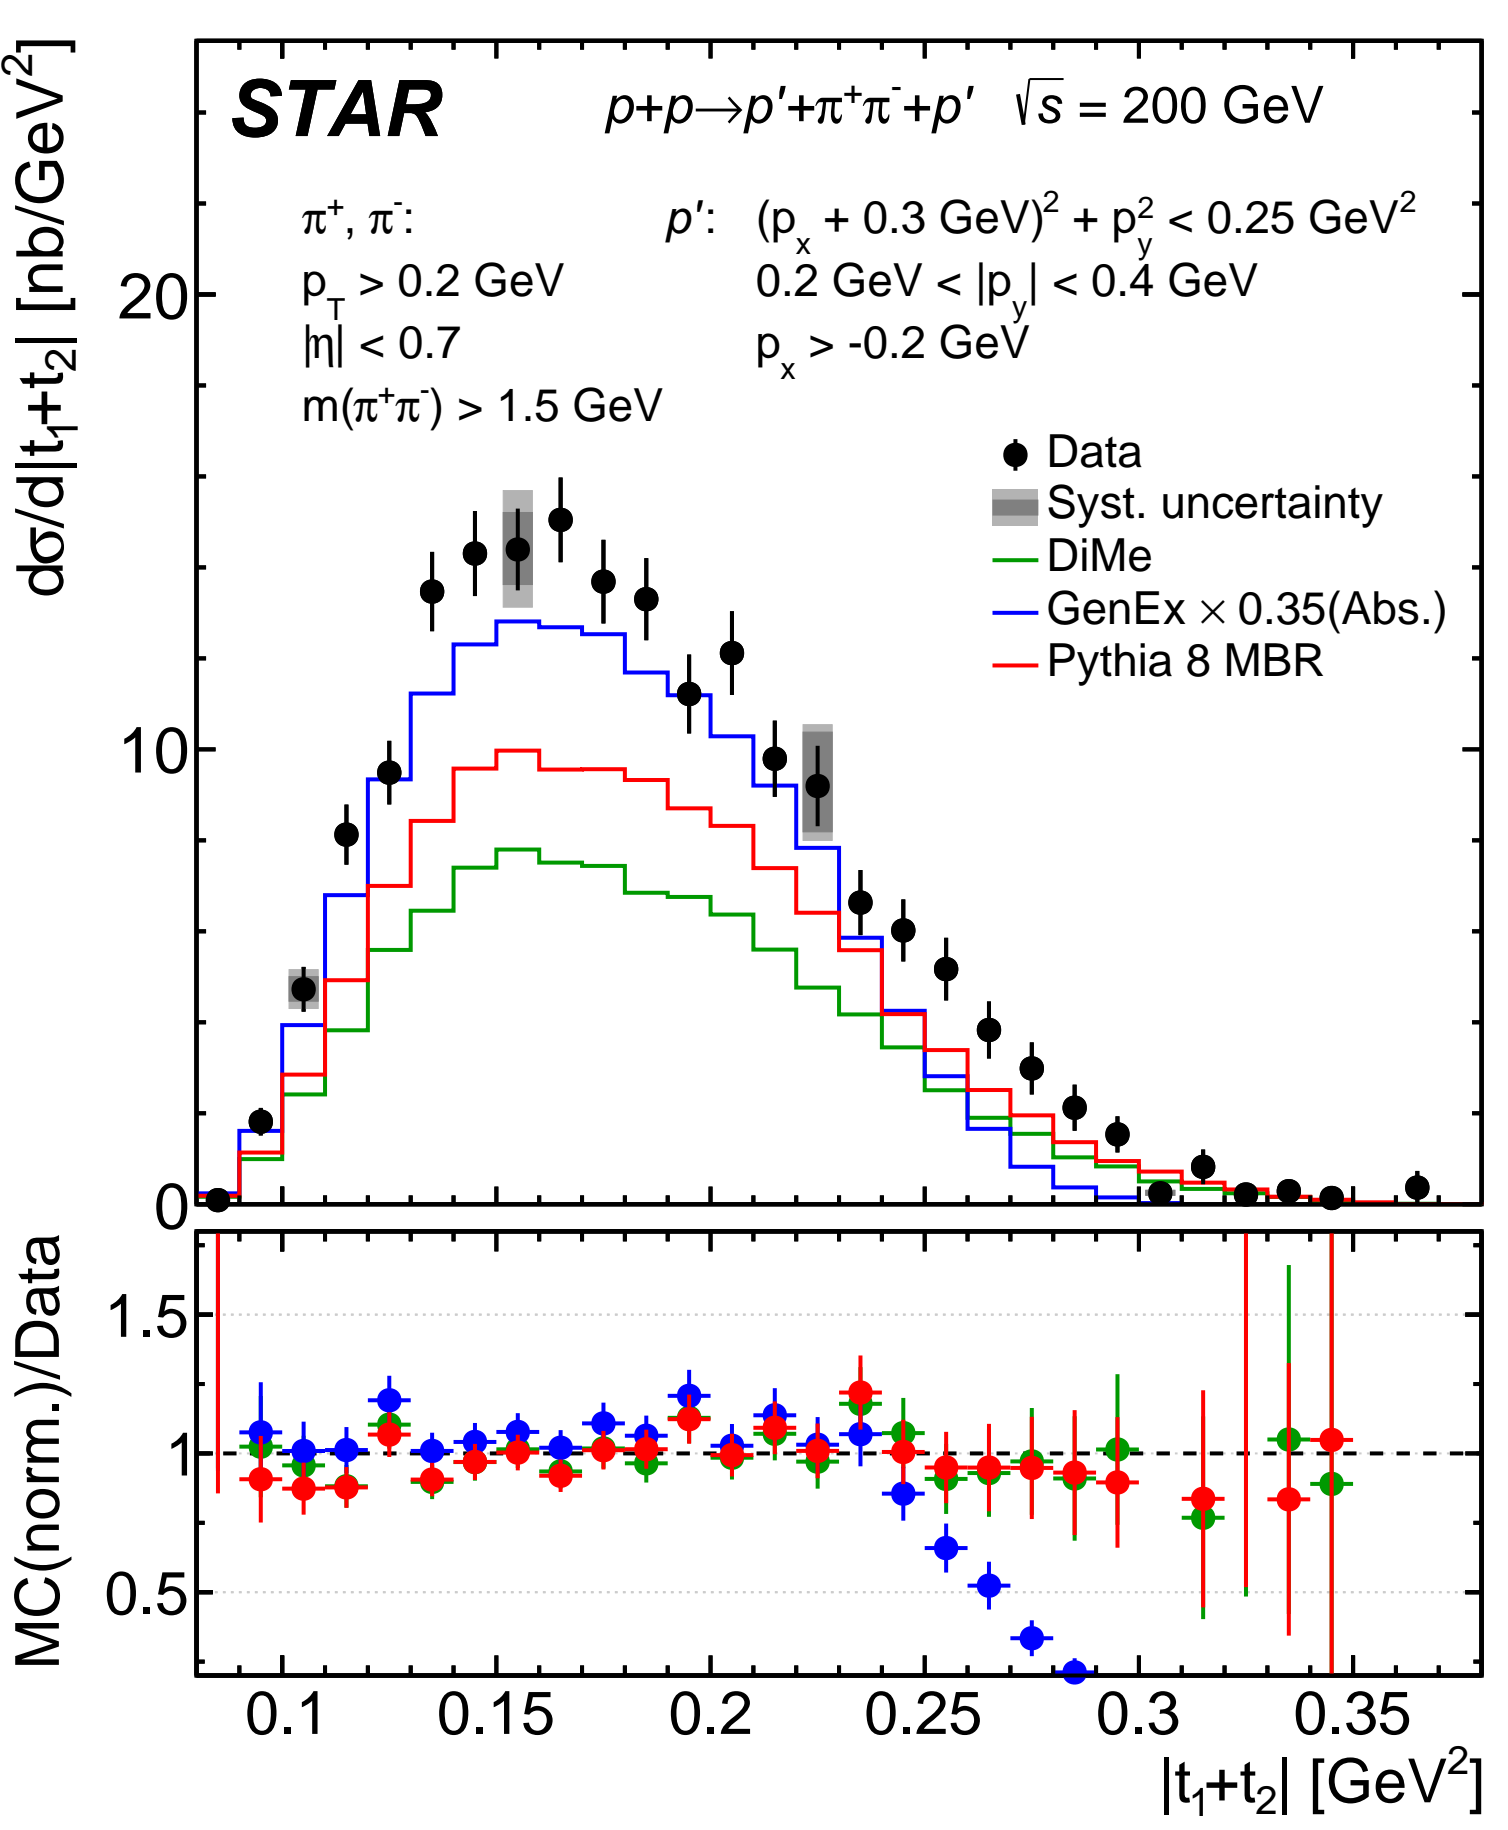 STAR p+p→p′+π⁺π⁻+p′ √s = 200 GeV
π⁺, π⁻: p′: (pₓ + 0.3 GeV)² + p_y² < 0.25 GeV²
p_T > 0.2 GeV 0.2 GeV < |p_y| < 0.4 GeV
|η| < 0.7 pₓ > -0.2 GeV
m(π⁺π⁻) > 1.5 GeV
Data
Syst. uncertainty
DiMe
GenEx × 0.35(Abs.)
Pythia 8 MBR
dσ/d|t₁+t₂| [nb/GeV²]
20
10
0
MC(norm.)/Data
1.5
1
0.5
0.1 0.15 0.2 0.25 0.3 0.35
|t₁+t₂| [GeV²]